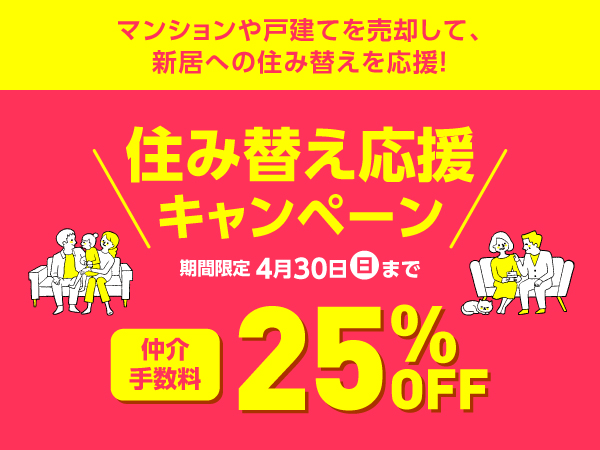 マンションや戸建てを売却して、
新居への住み替えを応援!
住み替え応援
キャンペーン
期間限定 4月30日日まで
仲介
手数料
25%
OFF